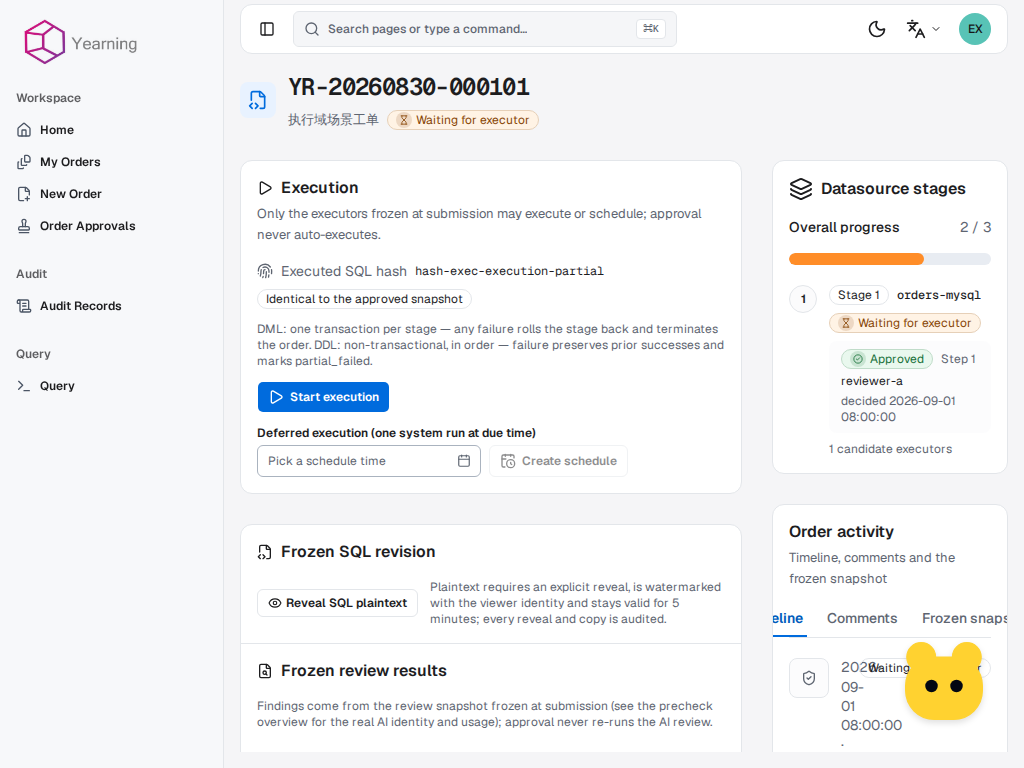 Yearning
Workspace
Home
My Orders
New Order
Order Approvals
Audit
Audit Records
Query
Query
Search pages or type a command...
⌘K
EX
YR-20260830-000101
执行域场景工单
Waiting for executor
Execution
Only the executors frozen at submission may execute or schedule; approval
never auto-executes.
Executed SQL hash hash-exec-execution-partial
Identical to the approved snapshot
DML: one transaction per stage — any failure rolls the stage back and terminates
the order. DDL: non-transactional, in order — failure preserves prior successes and
marks partial_failed.
Start execution
Deferred execution (one system run at due time)
Pick a schedule time
Create schedule
Frozen SQL revision
Reveal SQL plaintext
Plaintext requires an explicit reveal, is watermarked
with the viewer identity and stays valid for 5
minutes; every reveal and copy is audited.
Frozen review results
Findings come from the review snapshot frozen at submission (see the precheck
overview for the real AI identity and usage); approval never re-runs the AI review.
Datasource stages
Overall progress 2 / 3
1
Stage 1 orders-mysql
Waiting for executor
Approved Step 1
reviewer-a
decided 2026-09-01
08:00:00
1 candidate executors
Order activity
Timeline, comments and the
frozen snapshot
eline Comments Frozen snaps
2026-
Waiting
09-
01
08:00:00
·